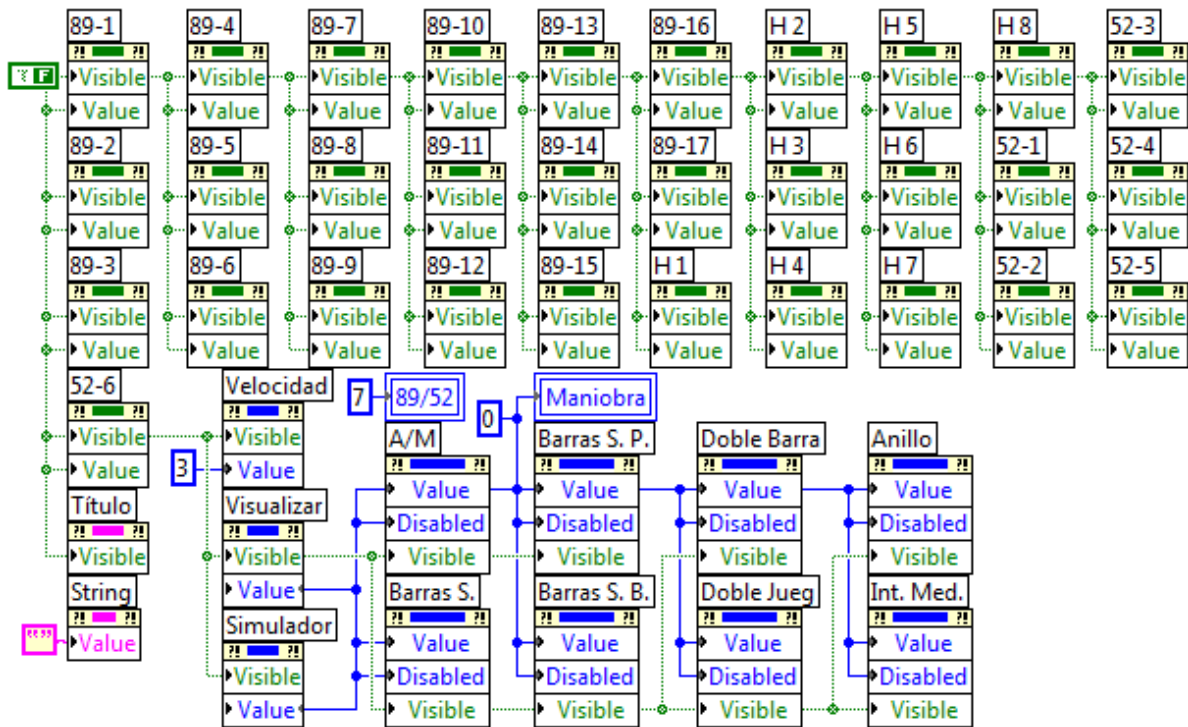 89-1 89-4 89-7 89-10 89-13 89-16 H 2 H 5 H 8 52-3
?! ?! ?! ?! ?! ?! ?! ?! ?! ?! ?! ?! ?! ?! ?! ?! ?! ?! ?! ?!
F Visible Visible Visible Visible Visible Visible Visible Visible Visible Visible
Value Value Value Value Value Value Value Value Value Value
89-2 89-5 89-8 89-11 89-14 89-17 H 3 H 6 52-1 52-4
?! ?! ?! ?! ?! ?! ?! ?! ?! ?! ?! ?! ?! ?! ?! ?! ?! ?! ?! ?!
Visible Visible Visible Visible Visible Visible Visible Visible Visible Visible
Value Value Value Value Value Value Value Value Value Value
89-3 89-6 89-9 89-12 89-15 H 1 H 4 H 7 52-2 52-5
?! ?! ?! ?! ?! ?! ?! ?! ?! ?! ?! ?! ?! ?! ?! ?! ?! ?! ?! ?!
Visible Visible Visible Visible Visible Visible Visible Visible Visible Visible
Value Value Value Value Value Value Value Value Value Value
52-6 Velocidad 7 89/52 0 Maniobra
?! ?! ?! ?!
Visible Visible A/M Barras S. P. Doble Barra Anillo
?! ?! ?! ?! ?! ?! ?! ?!
Value 3 Value Value Value Value Value
Título Visualizar Disabled Disabled Disabled Disabled
?! ?! ?! ?!
Visible Visible Visible Visible Visible Visible
String Value Barras S. Barras S. B. Doble Jueg Int. Med.
?! ?! ?! ?! ?! ?! ?! ?! ?! ?!
"" Value Simulador Value Value Value Value
?! ?!
Visible Disabled Disabled Disabled Disabled
Value Visible Visible Visible Visible